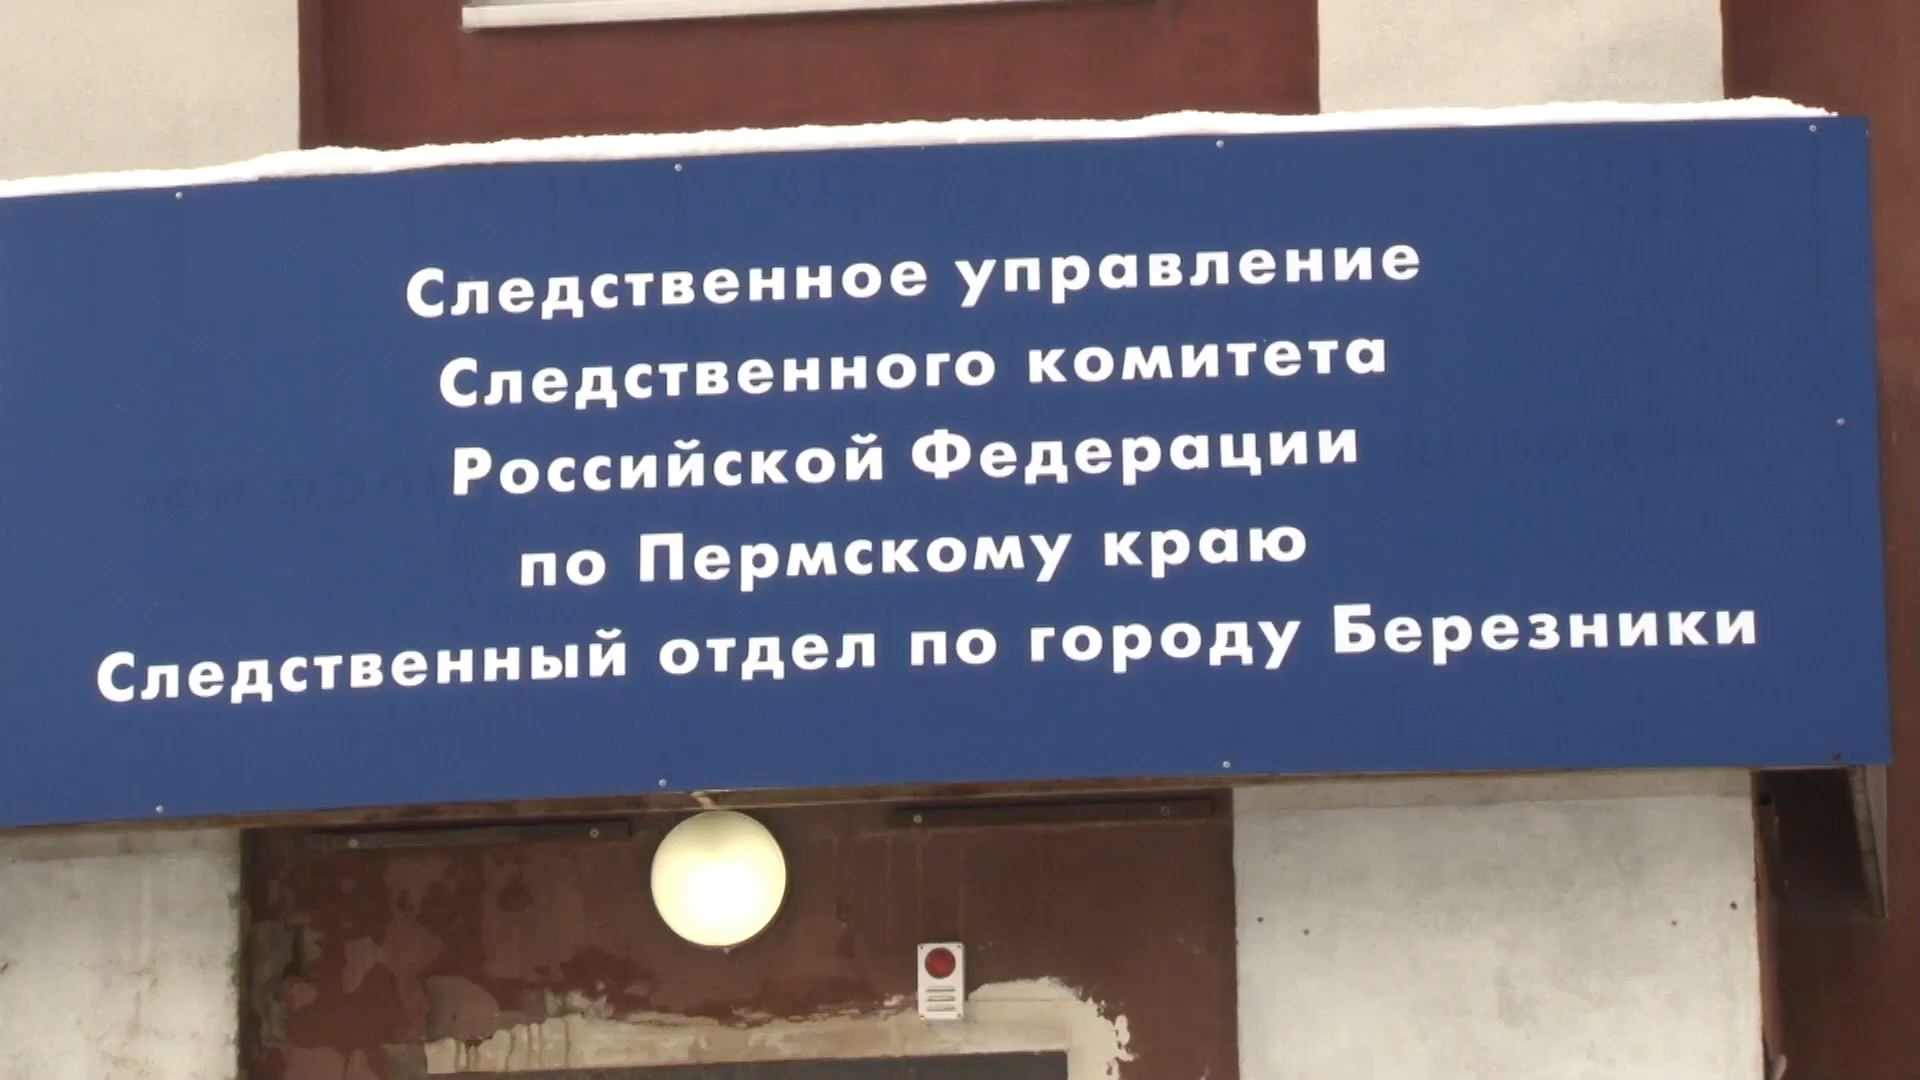 Следственное управление
Следственного комитета
Российской Федерации
по Пермскому краю
Следственный отдел по городу Березники